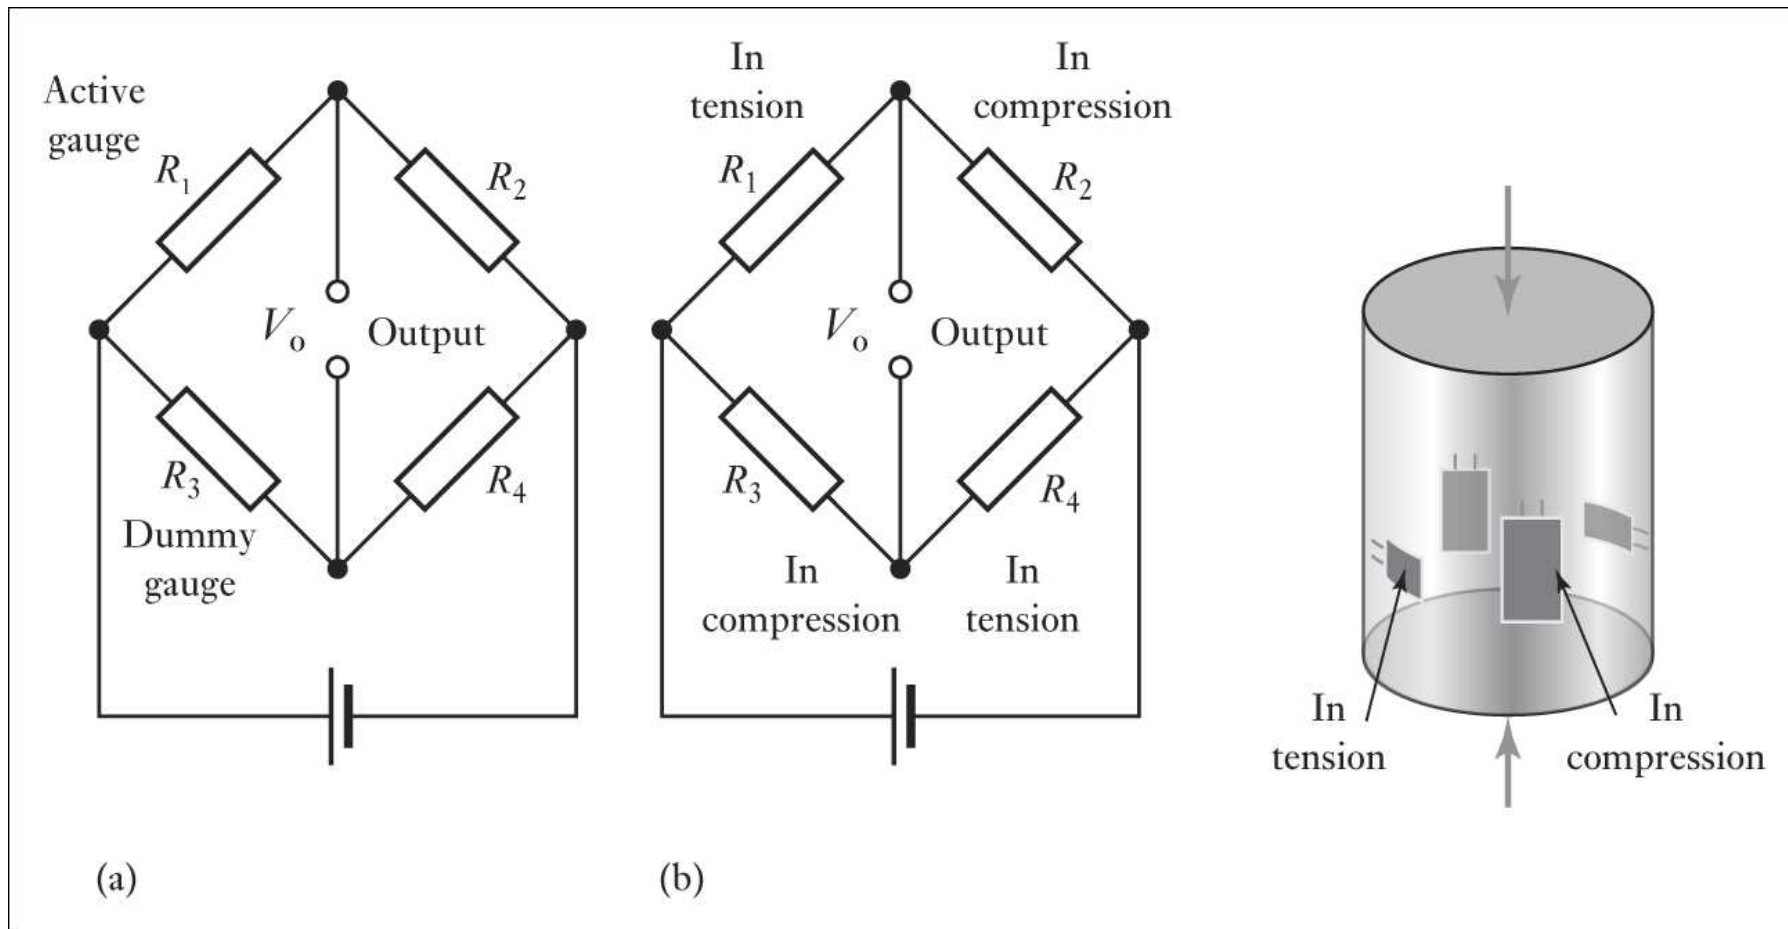 Active
gauge
R1
R2
Vo Output
R3
R4
Dummy
gauge
(a)
In
tension
In
compression
R1
R2
Vo Output
R3
R4
In
compression
In
tension
(b)
In
tension
In
compression